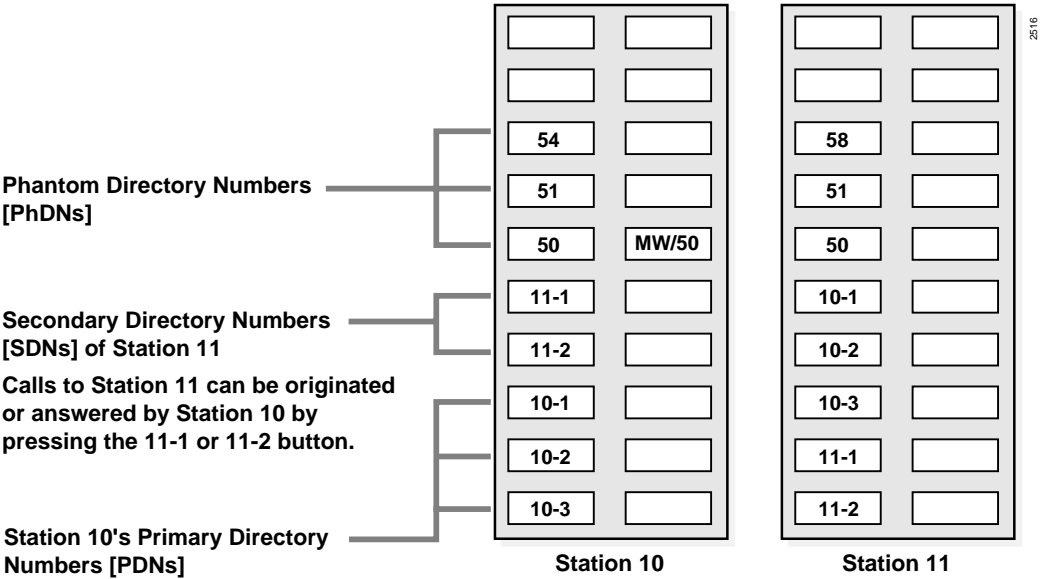 2516
54
58
Phantom Directory Numbers
[PhDNs]
51
51
50
MW/50
50
11-1
10-1
Secondary Directory Numbers
[SDNs] of Station 11
11-2
10-2
Calls to Station 11 can be originated
or answered by Station 10 by
pressing the 11-1 or 11-2 button.
10-1
10-3
10-2
11-1
10-3
11-2
Station 10's Primary Directory
Numbers [PDNs]
Station 10
Station 11